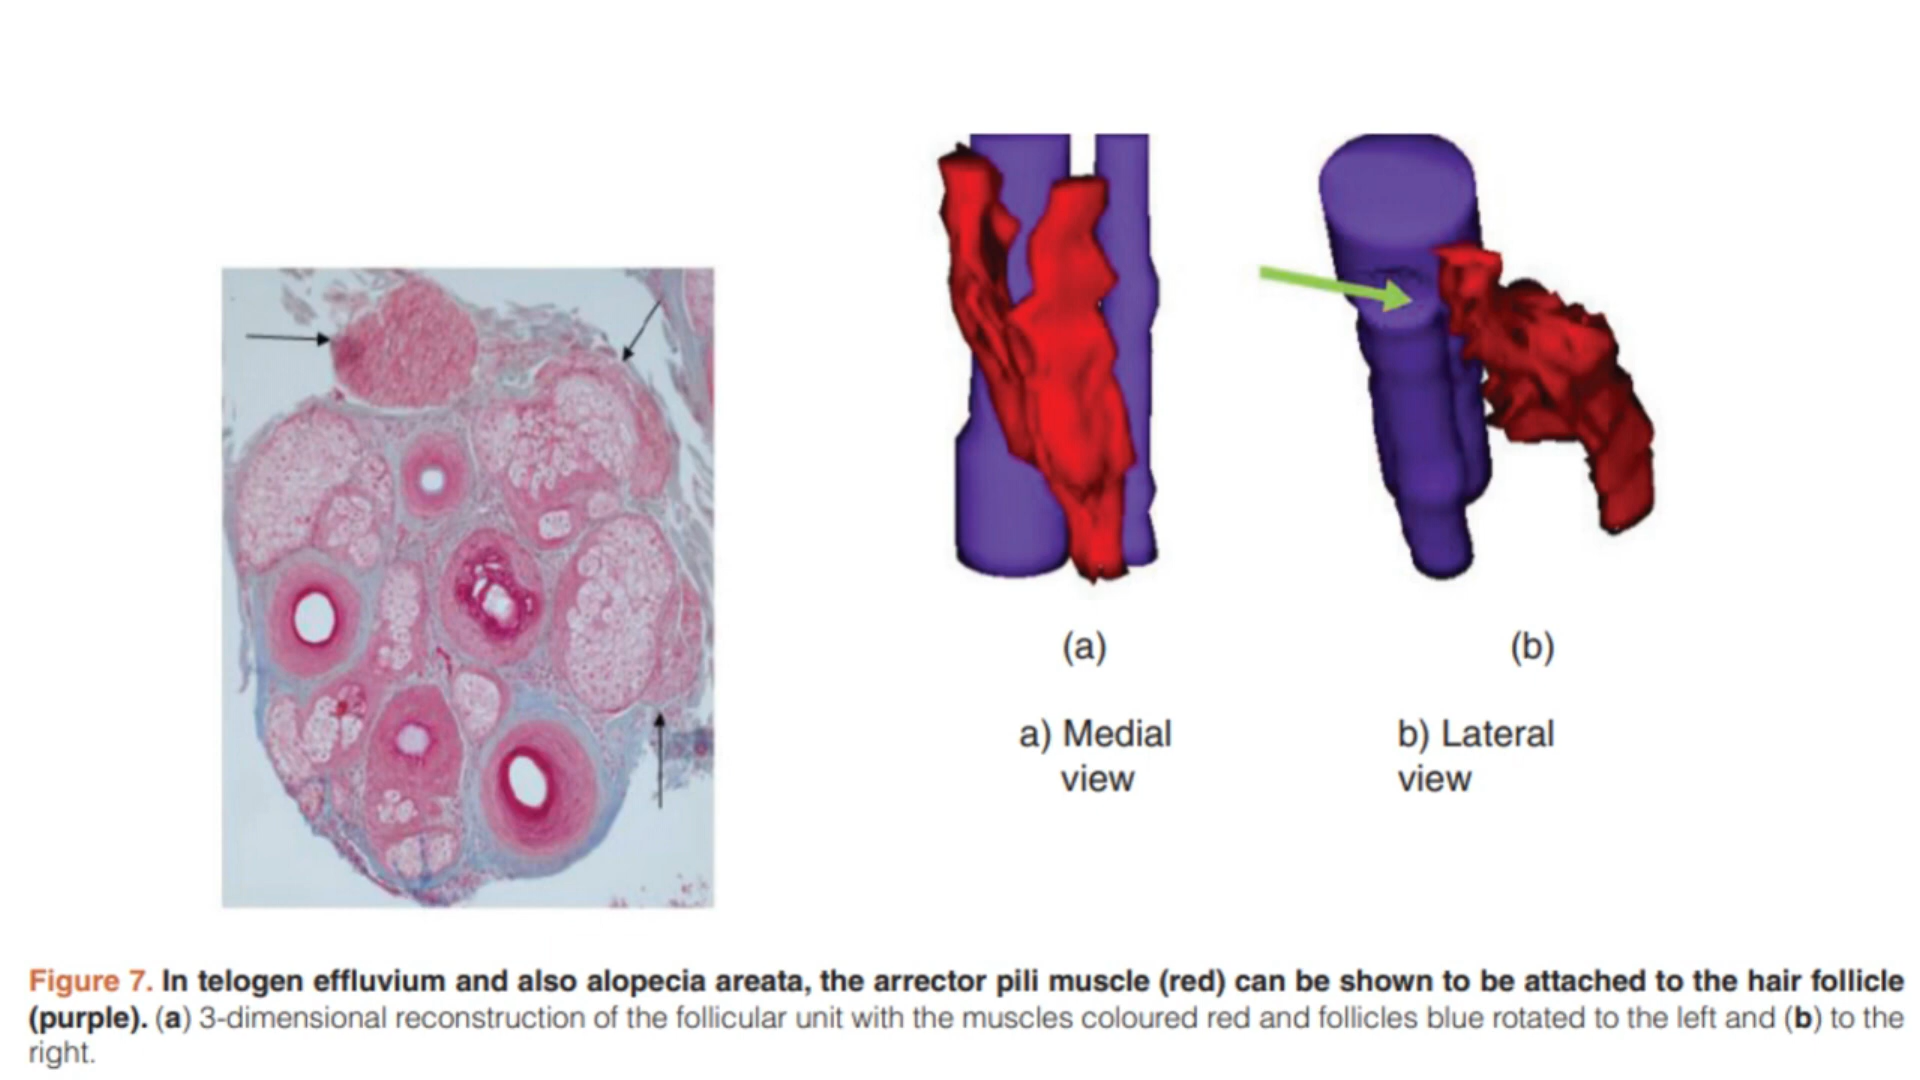 (a)
(b)
a) Medial
view
b) Lateral
view
Figure 7. In telogen effluvium and also alopecia areata, the arrector pili muscle (red) can be shown to be attached to the hair follicle
(purple). (a) 3-dimensional reconstruction of the follicular unit with the muscles coloured red and follicles blue rotated to the left and (b) to the
right.